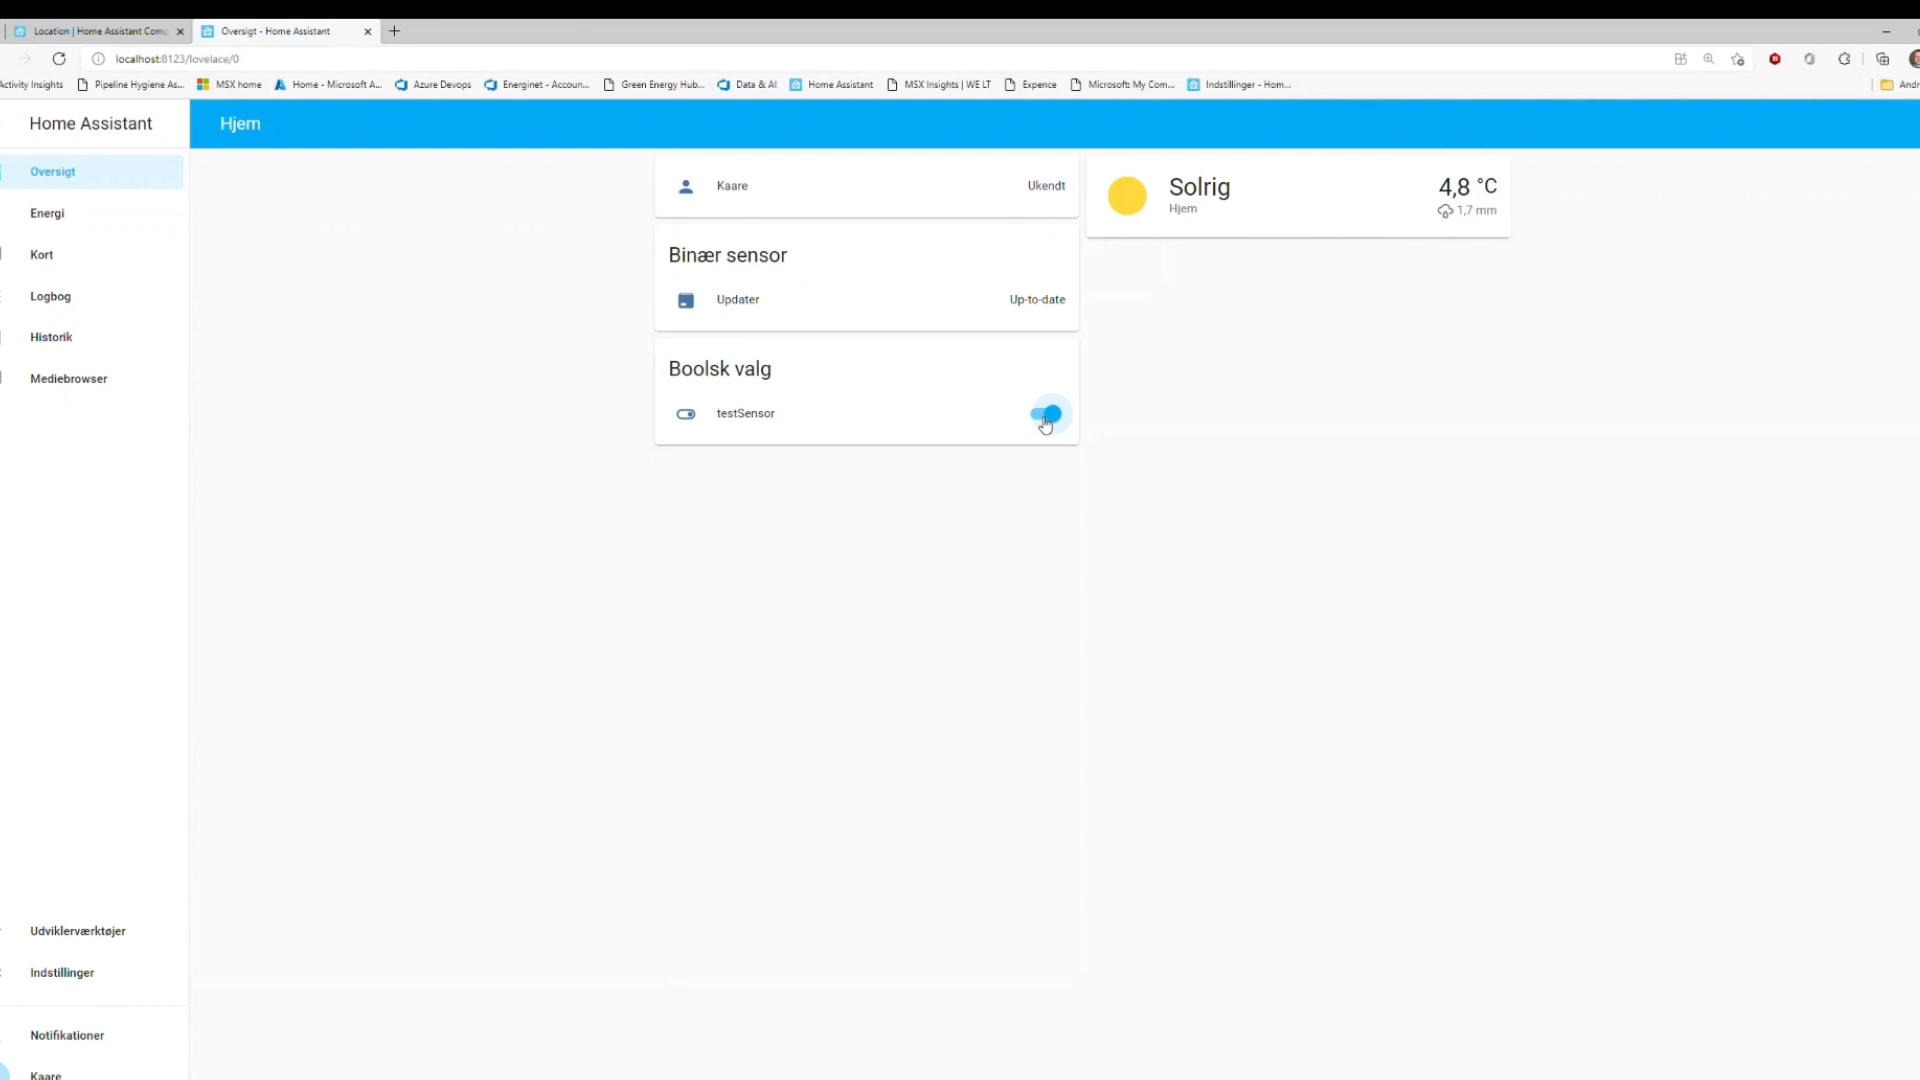 Location | Home Assistant Comp
Oversigt - Home Assistant
localhost:8123/lovelace/0
Activity Insights
Pipeline Hygiene As...
MSX home
Home - Microsoft A...
Azure Devops
Energinet - Accoun...
Green Energy Hub...
Data & AI
Home Assistant
MSX Insights | WE LT
Expence
Microsoft: My Com...
Indstillinger - Hom...
Andr
Home Assistant
Hjem
Oversigt
Energi
Kort
Logbog
Historik
Mediebrowser
Udviklerværktøjer
Indstillinger
Notifikationer
Kaare
Kaare
Ukendt
Binær sensor
Updater
Up-to-date
Boolsk valg
testSensor
Solrig
Hjem
4,8 °C
1,7 mm